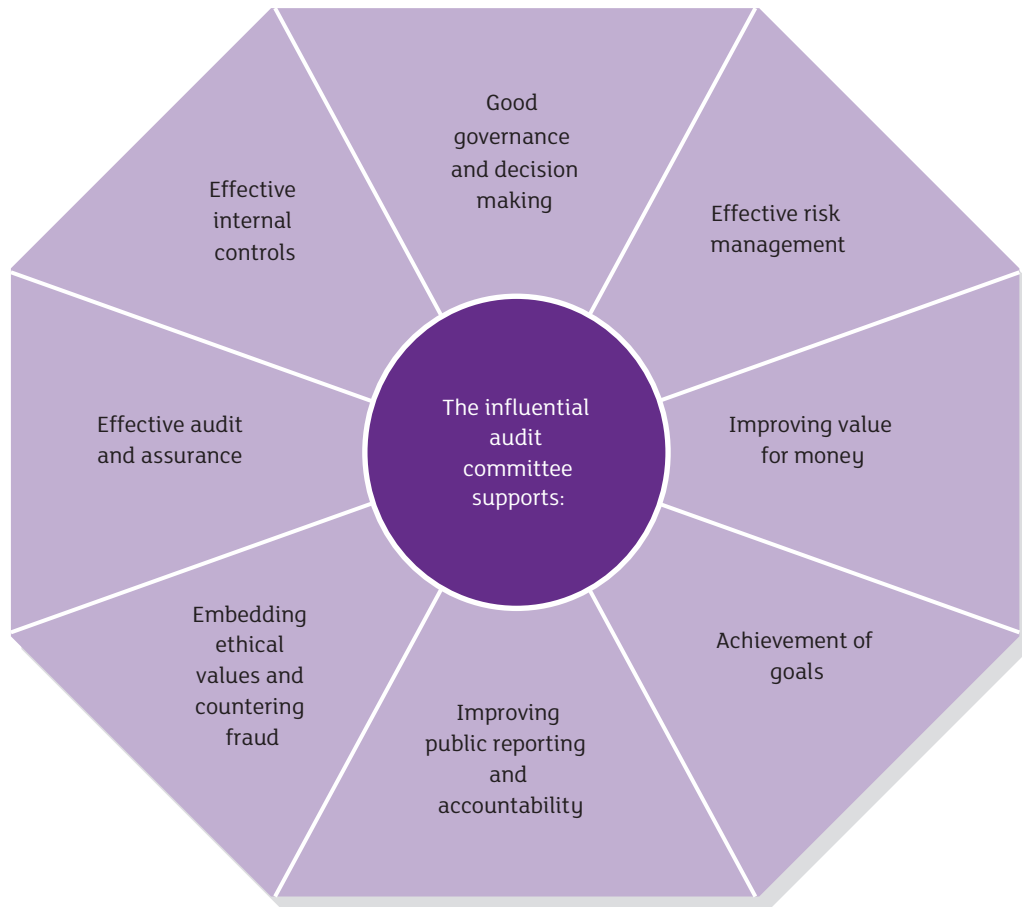 Good
governance
and decision
making
Effective risk
management
Improving value
for money
Achievement of
goals
Improving
public reporting
and
accountability
Embedding
ethical
values and
countering
fraud
Effective audit
and assurance
Effective
internal
controls
The influential
audit
committee
supports: